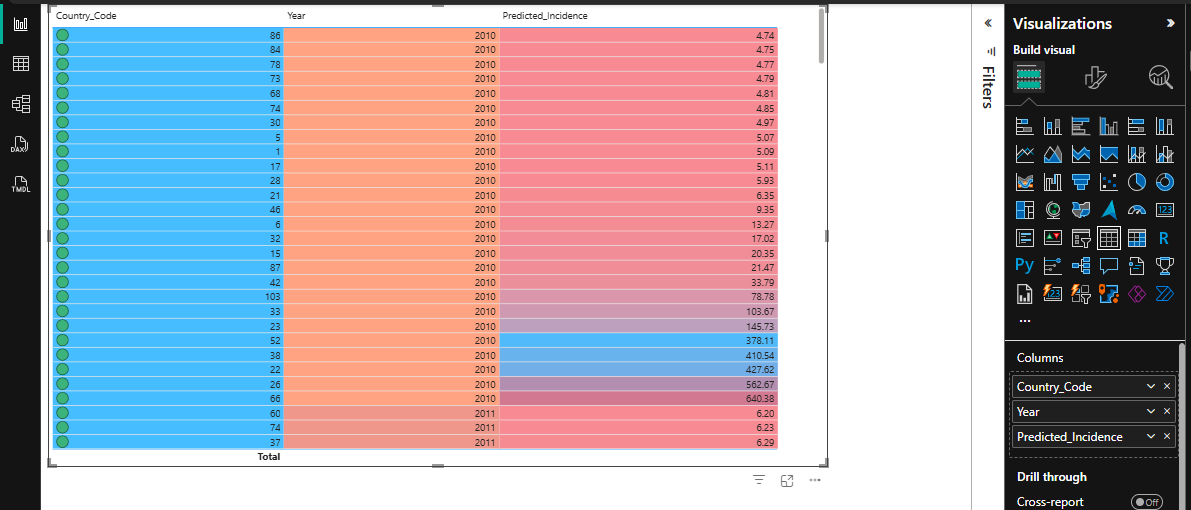 Country_Code Year Predicted_Incidence
86 2010 4.74
84 2010 4.75
78 2010 4.77
73 2010 4.79
68 2010 4.81
74 2010 4.85
30 2010 4.97
5 2010 5.07
1 2010 5.09
17 2010 5.11
28 2010 5.93
21 2010 6.35
46 2010 9.35
6 2010 13.27
32 2010 17.02
15 2010 20.35
87 2010 21.47
42 2010 33.79
103 2010 78.78
33 2010 103.67
23 2010 145.73
52 2010 378.11
38 2010 410.54
22 2010 427.62
26 2010 562.67
66 2010 640.38
60 2011 6.20
74 2011 6.23
37 2011 6.29
Total
DAX
TMDL
Filters
Visualizations
Build visual
123
R
Py
123
Columns
Country_Code
Year
Predicted_Incidence
Drill through
Cross-report Off